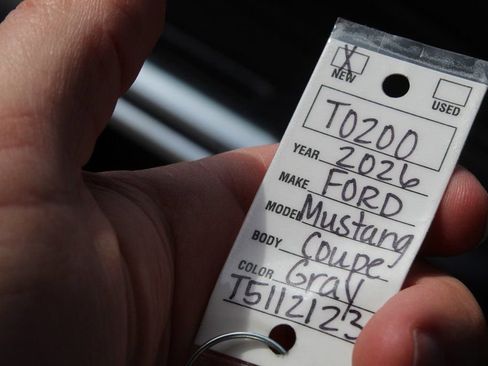 X
NEW
USED
T0200
YEAR 2026
MAKE FORD
MODEL Mustang
BODY Coupe
COLOR Gray
T5112123